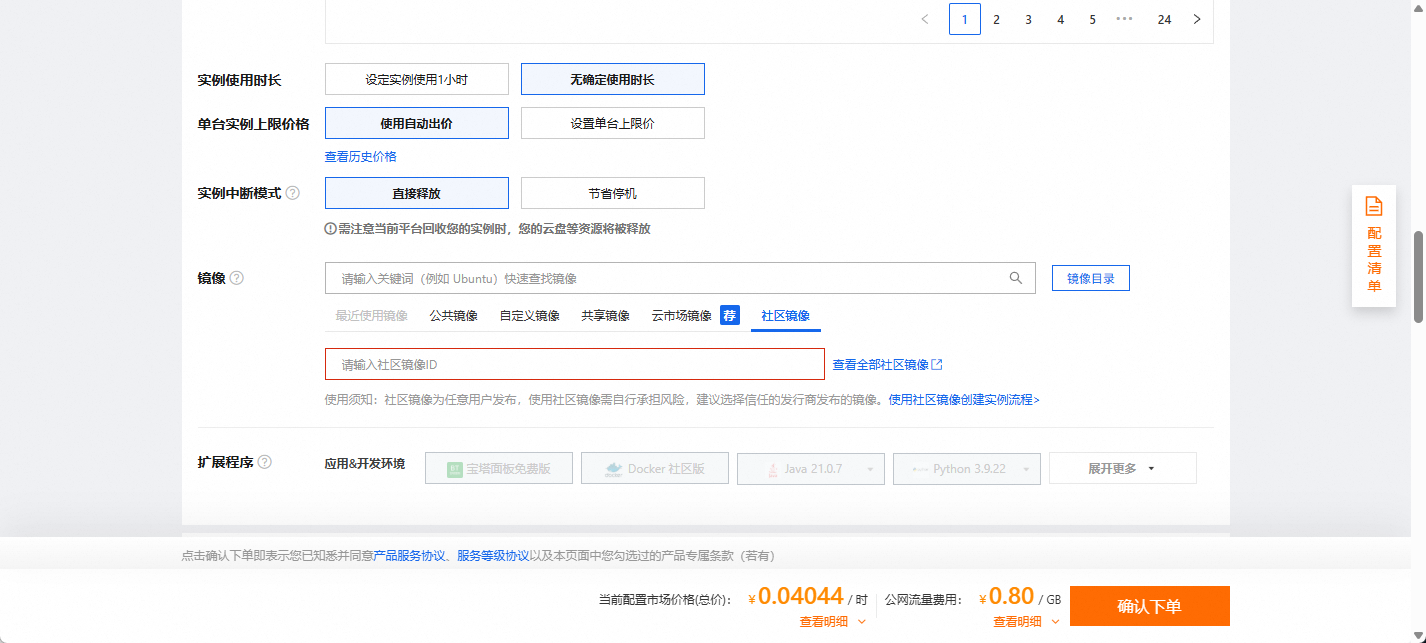 1 2 3 4 5 ••• 24
实例使用时长 设定实例使用1小时 无确定使用时长
单台实例上限价格 使用自动出价 设置单台上限价
查看历史价格
实例中断模式 直接释放 节省停机
需注意当前平台回收您的实例时，您的云盘等资源将被释放
镜像 请输入关键词（例如 Ubuntu）快速查找镜像 镜像目录
最近使用镜像 公共镜像 自定义镜像 共享镜像 云市场镜像 荐 社区镜像
请输入社区镜像ID 查看全部社区镜像
使用须知：社区镜像为任意用户发布，使用社区镜像需自行承担风险，建议选择信任的发行商发布的镜像。使用社区镜像创建实例流程>
扩展程序 应用&开发环境 宝塔面板免费版 Docker 社区版 Java 21.0.7 Python 3.9.22 展开更多
点击确认下单即表示您已知悉并同意产品服务协议、服务等级协议以及本页面中您勾选过的产品专属条款（若有）
当前配置市场价格(总价)： ¥0.04044 / 时 公网流量费用： ¥0.80 / GB 确认下单
查看明细 查看明细
配置清单